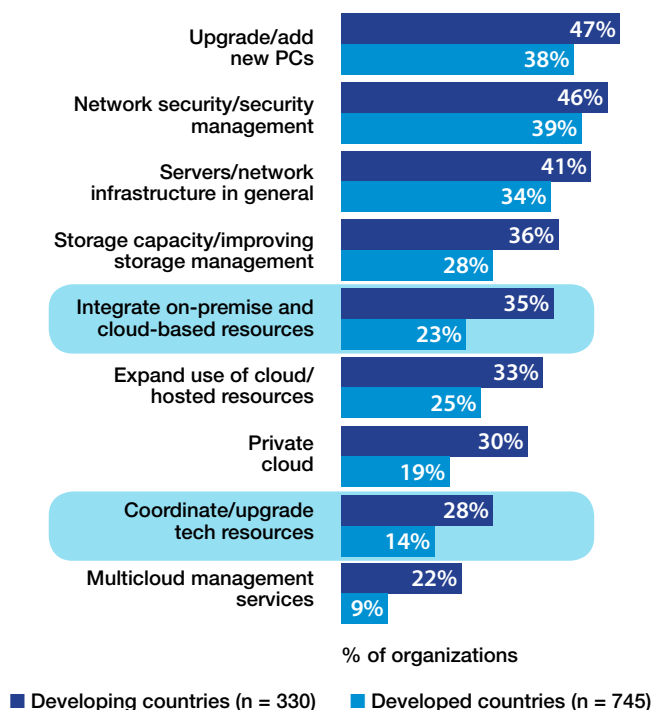 Upgrade/add
new PCs
47%
38%
Network security/security
management
46%
39%
Servers/network
infrastructure in general
41%
34%
Storage capacity/improving
storage management
36%
28%
Integrate on-premise and
cloud-based resources
35%
23%
Expand use of cloud/
hosted resources
33%
25%
Private
cloud
30%
19%
Coordinate/upgrade
tech resources
28%
14%
Multicloud management
services
22%
9%
% of organizations
Developing countries (n = 330)
Developed countries (n = 745)